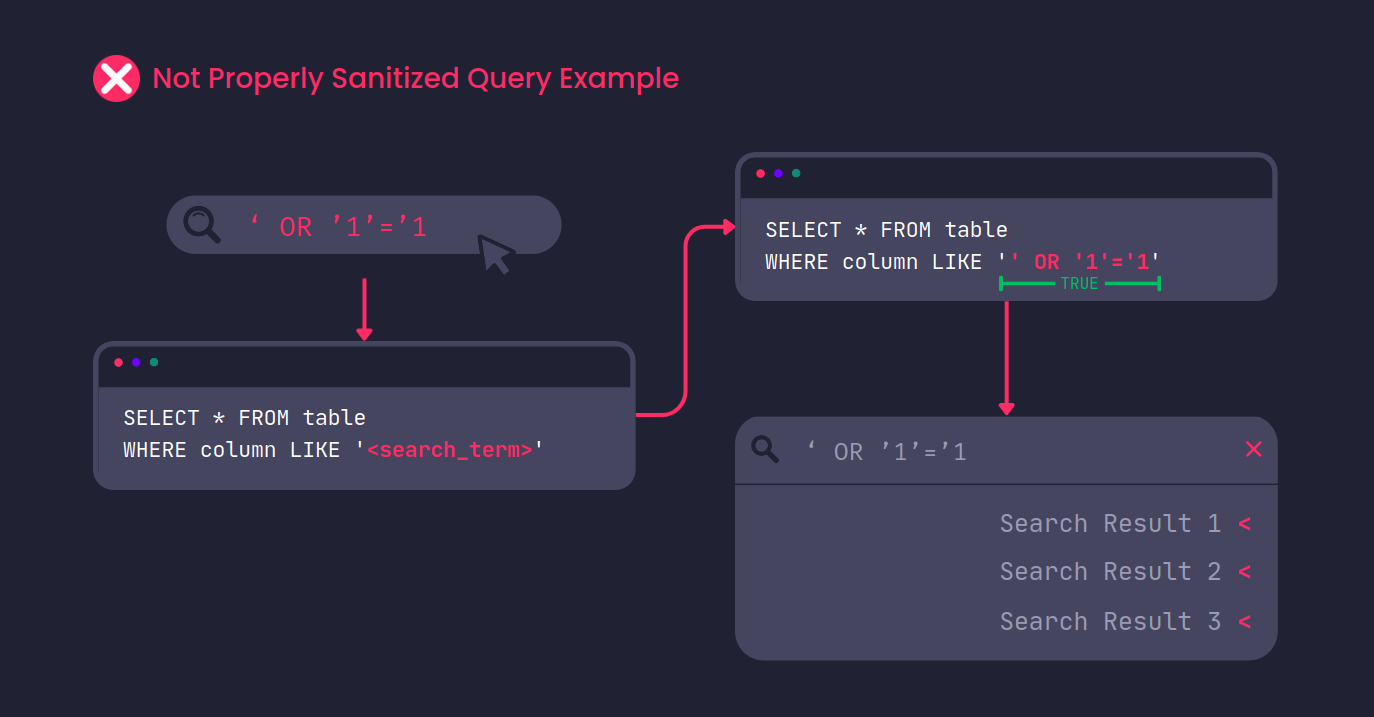 Not Properly Sanitized Query Example
‘ OR ’1’=’1
SELECT * FROM table
WHERE column LIKE '<search_term>'
SELECT * FROM table
WHERE column LIKE '' OR '1'='1'
TRUE
‘ OR ’1’=’1
Search Result 1 <
Search Result 2 <
Search Result 3 <